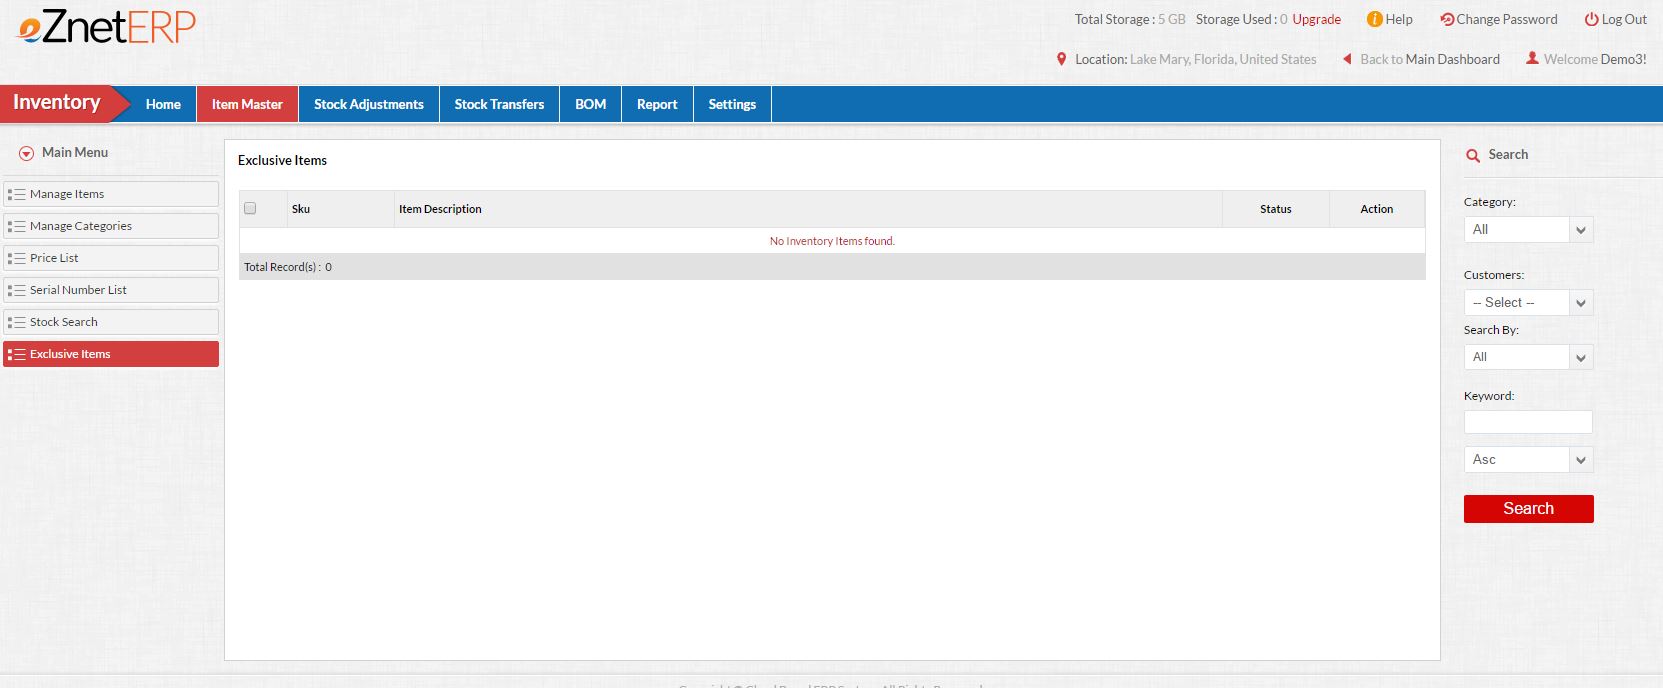 eZnetERP
Total Storage : 5 GB Storage Used : 0 Upgrade Help Change Password Log Out
Location: Lake Mary, Florida, United States Back to Main Dashboard Welcome Demo3!
Inventory Home Item Master Stock Adjustments Stock Transfers BOM Report Settings
Main Menu
Manage Items
Manage Categories
Price List
Serial Number List
Stock Search
Exclusive Items
Exclusive Items
Sku Item Description Status Action
No Inventory Items found.
Total Record(s) : 0
Search
Category:
All
Customers:
-- Select --
Search By:
All
Keyword:
Asc
Search